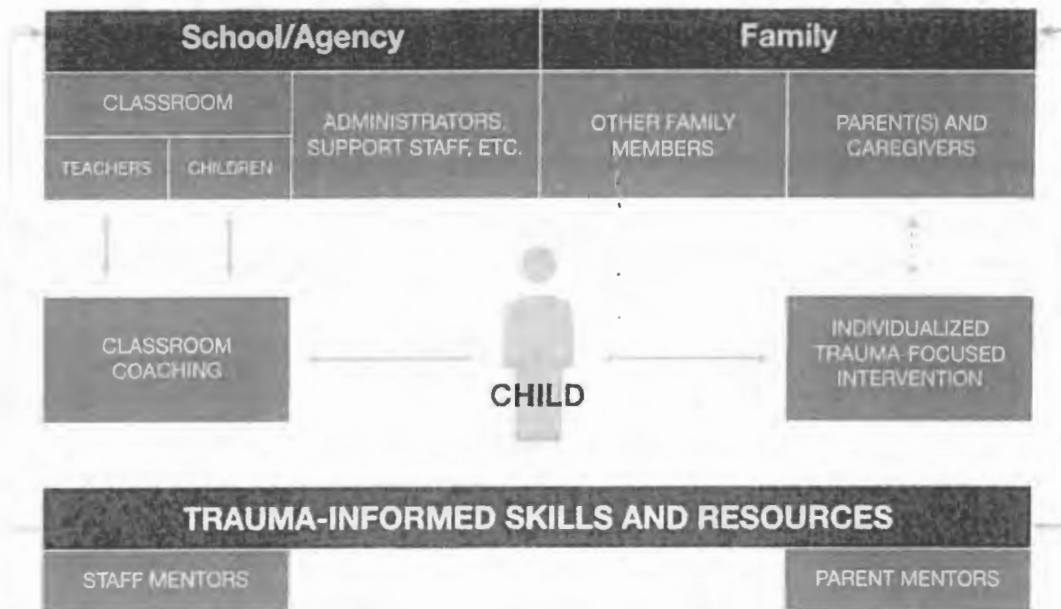 School/Agency
Family
CLASSROOM
TEACHERS
CHILDREN
ADMINISTRATORS,
SUPPORT STAFF, ETC.
OTHER FAMILY
MEMBERS
PARENT(S) AND
CAREGIVERS
CLASSROOM
COACHING
CHILD
INDIVIDUALIZED
TRAUMA-FOCUSED
INTERVENTION
TRAUMA-INFORMED SKILLS AND RESOURCES
STAFF MENTORS
PARENT MENTORS